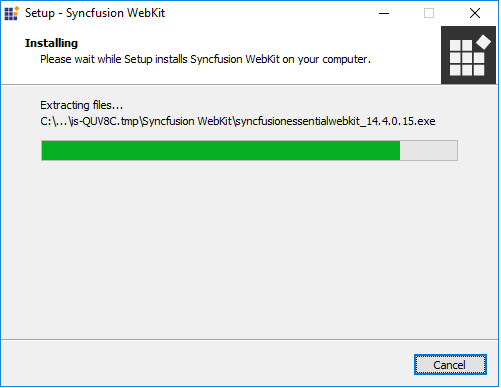 Setup - Syncfusion WebKit
Installing
Please wait while Setup installs Syncfusion WebKit on your computer.
Extracting files...
C:\...\is-QUV8C.tmp\Syncfusion WebKit\syncfusionessentialwebkit_14.4.0.15.exe
Cancel